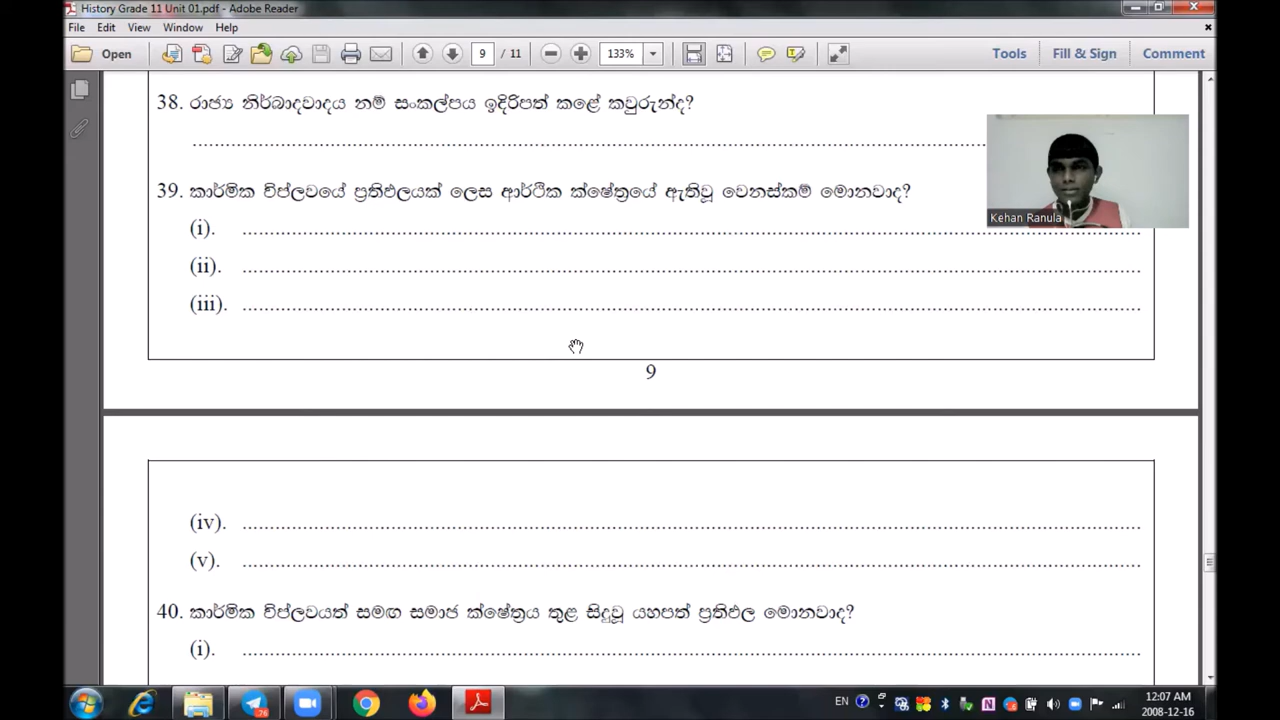 History Grade 11 Unit 01.pdf - Adobe Reader
File Edit View Window Help
Open 9 / 11 133% Tools Fill & Sign Comment
38. රාජ්‍ය නිර්බාදවාදය නම් සංකල්පය ඉදිරිපත් කළේ කවුරුන්ද?
39. කාර්මික විප්ලවයේ ප්‍රතිඵලයක් ලෙස ආර්ථික ක්ෂේත්‍රයේ ඇතිවූ වෙනස්කම් මොනවාද?
Kehan Ranula
(i). ........................................................................
(ii). ........................................................................
(iii). ........................................................................
9
(iv). ........................................................................
(v). ........................................................................
40. කාර්මික විප්ලවයත් සමඟ සමාජ ක්ෂේත්‍රය තුළ සිදුවූ යහපත් ප්‍රතිඵල මොනවාද?
(i). ........................................................................
EN 12:07 AM
2008-12-16